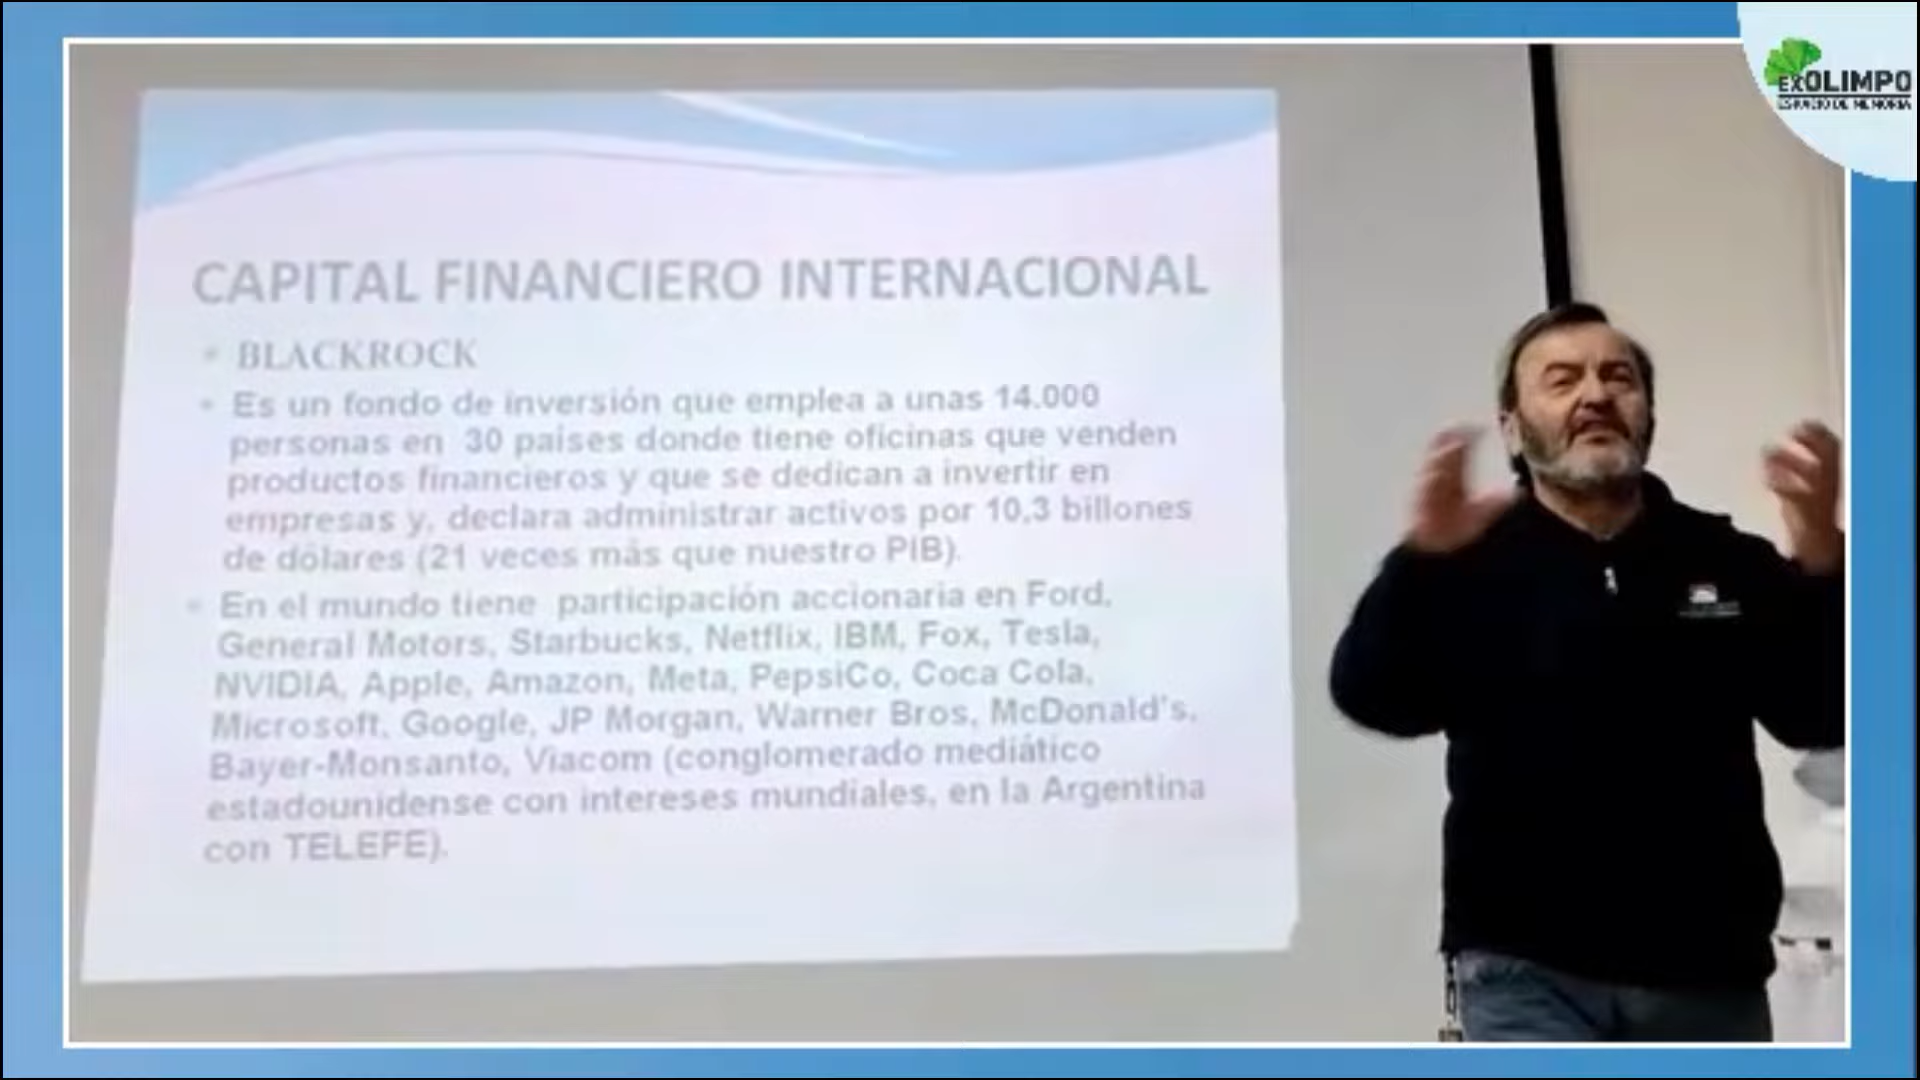 CAPITAL FINANCIERO INTERNACIONAL
BLACKROCK
Es un fondo de inversión que emplea a unas 14.000
personas en 30 países donde tiene oficinas que venden
productos financieros y que se dedican a invertir en
empresas y, declara administrar activos por 10,3 billones
de dólares (21 veces más que nuestro PIB).
En el mundo tiene participación accionaria en Ford,
General Motors, Starbucks, Netflix, IBM, Fox, Tesla,
NVIDIA, Apple, Amazon, Meta, PepsiCo, Coca Cola,
Microsoft, Google, JP Morgan, Warner Bros, McDonald's,
Bayer-Monsanto, Viacom (conglomerado mediático
estadounidense con intereses mundiales, en la Argentina
con TELEFE).
EXOLIMPO
ESPACIO DE MEMORIA